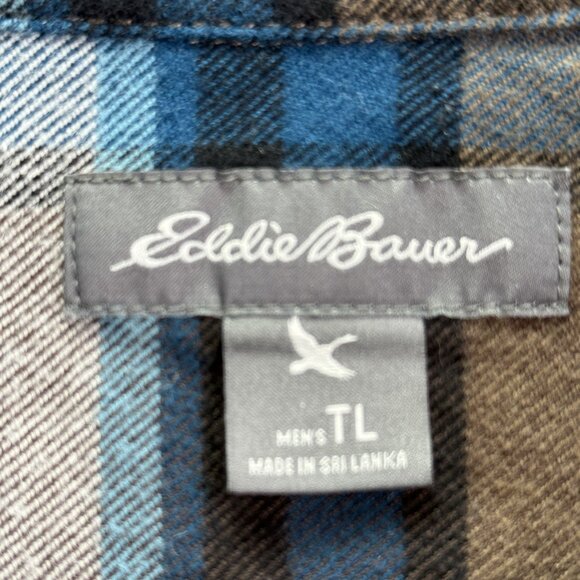 Eddie Bauer
MEN'S TL
MADE IN SRI LANKA